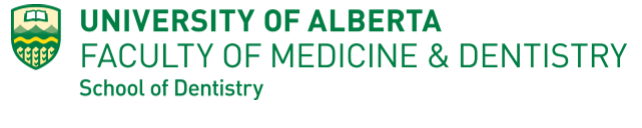 UNIVERSITY OF ALBERTA
FACULTY OF MEDICINE & DENTISTRY
School of Dentistry